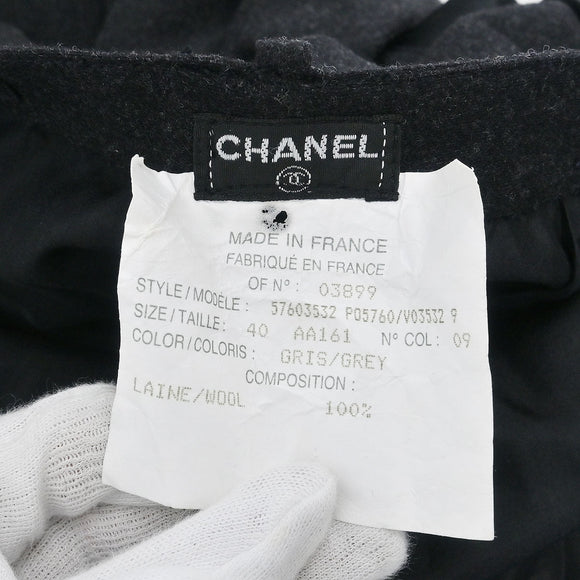 CHANEL
MADE IN FRANCE
FABRIQUÉ EN FRANCE
OF N° : 03899
STYLE / MODÈLE : 57603532 P05760/V03532 9
SIZE / TAILLE : 40 AA161 N° COL : 09
COLOR / COLORIS : GRIS/GREY
COMPOSITION :
LAINE/WOOL 100%